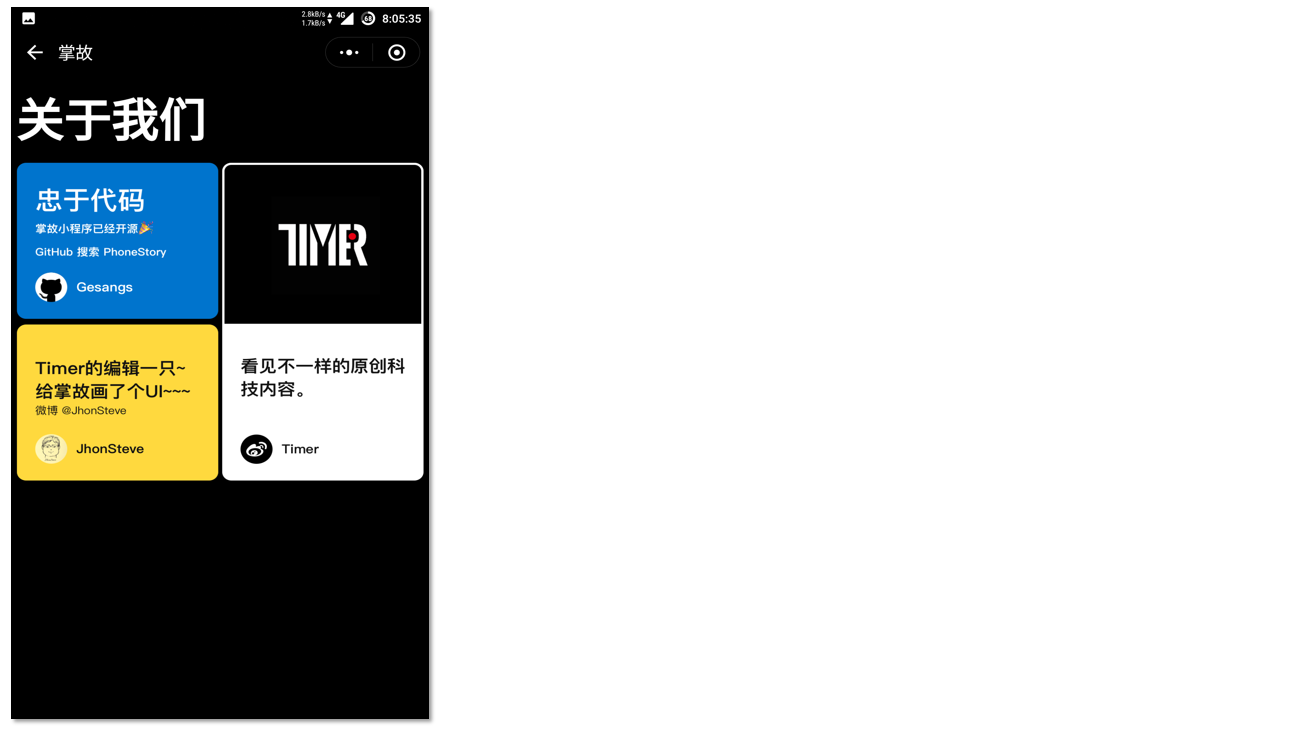 2.8kB/s
1.7kB/s
4G
68
8:05:35
掌故
关于我们
忠于代码
掌故小程序已经开源🎉
GitHub 搜索 PhoneStory
Gesangs
TIMER
Timer的编辑一只~
给掌故画了个UI~~~
微博 @JhonSteve
JhonSteve
看见不一样的原创科
技内容。
Timer